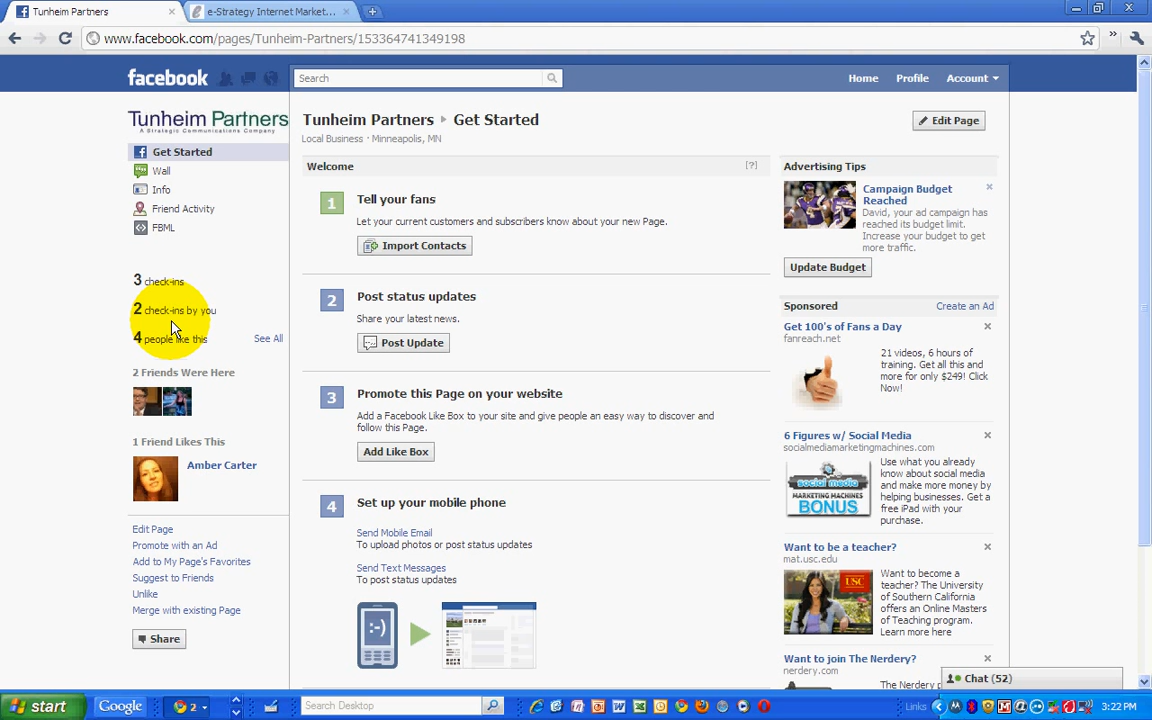 Tunheim Partners
e-Strategy Internet Market...
www.facebook.com/pages/Tunheim-Partners/153364741349198
facebook
Search
Home
Profile
Account
Tunheim Partners
A Strategic Communications Company
Get Started
Wall
Info
Friend Activity
FBML
3 check-ins
2 check-ins by you
4 people like this
See All
2 Friends Were Here
1 Friend Likes This
Amber Carter
Edit Page
Promote with an Ad
Add to My Page's Favorites
Suggest to Friends
Unlike
Merge with existing Page
Share
Tunheim Partners Get Started
Local Business · Minneapolis, MN
Edit Page
Welcome
[?]
1
Tell your fans
Let your current customers and subscribers know about your new Page.
Import Contacts
2
Post status updates
Share your latest news.
Post Update
3
Promote this Page on your website
Add a Facebook Like Box to your site and give people an easy way to discover and
follow this Page.
Add Like Box
4
Set up your mobile phone
Send Mobile Email
To upload photos or post status updates
Send Text Messages
To post status updates
:-)
Advertising Tips
Campaign Budget
Reached
David, your ad campaign has
reached its budget limit.
Increase your budget to get
more traffic.
Update Budget
Sponsored
Create an Ad
Get 100's of Fans a Day
fanreach.net
21 videos, 6 hours of
training. Get all this and
more for only $249! Click
Now!
6 Figures w/ Social Media
socialmediamarketingmachines.com
social media
MARKETING MACHINES
BONUS
Use what you already
know about social media
and make more money by
helping businesses. Get a
free iPad with your
purchase.
Want to be a teacher?
mat.usc.edu
USC
Want to become a
teacher? The University
of Southern California
offers an Online Masters
of Teaching program.
Learn more here
Want to join The Nerdery?
nerdery.com
The Nerdery
Chat (52)
start
Google
2
Search Desktop
Links
3:22 PM